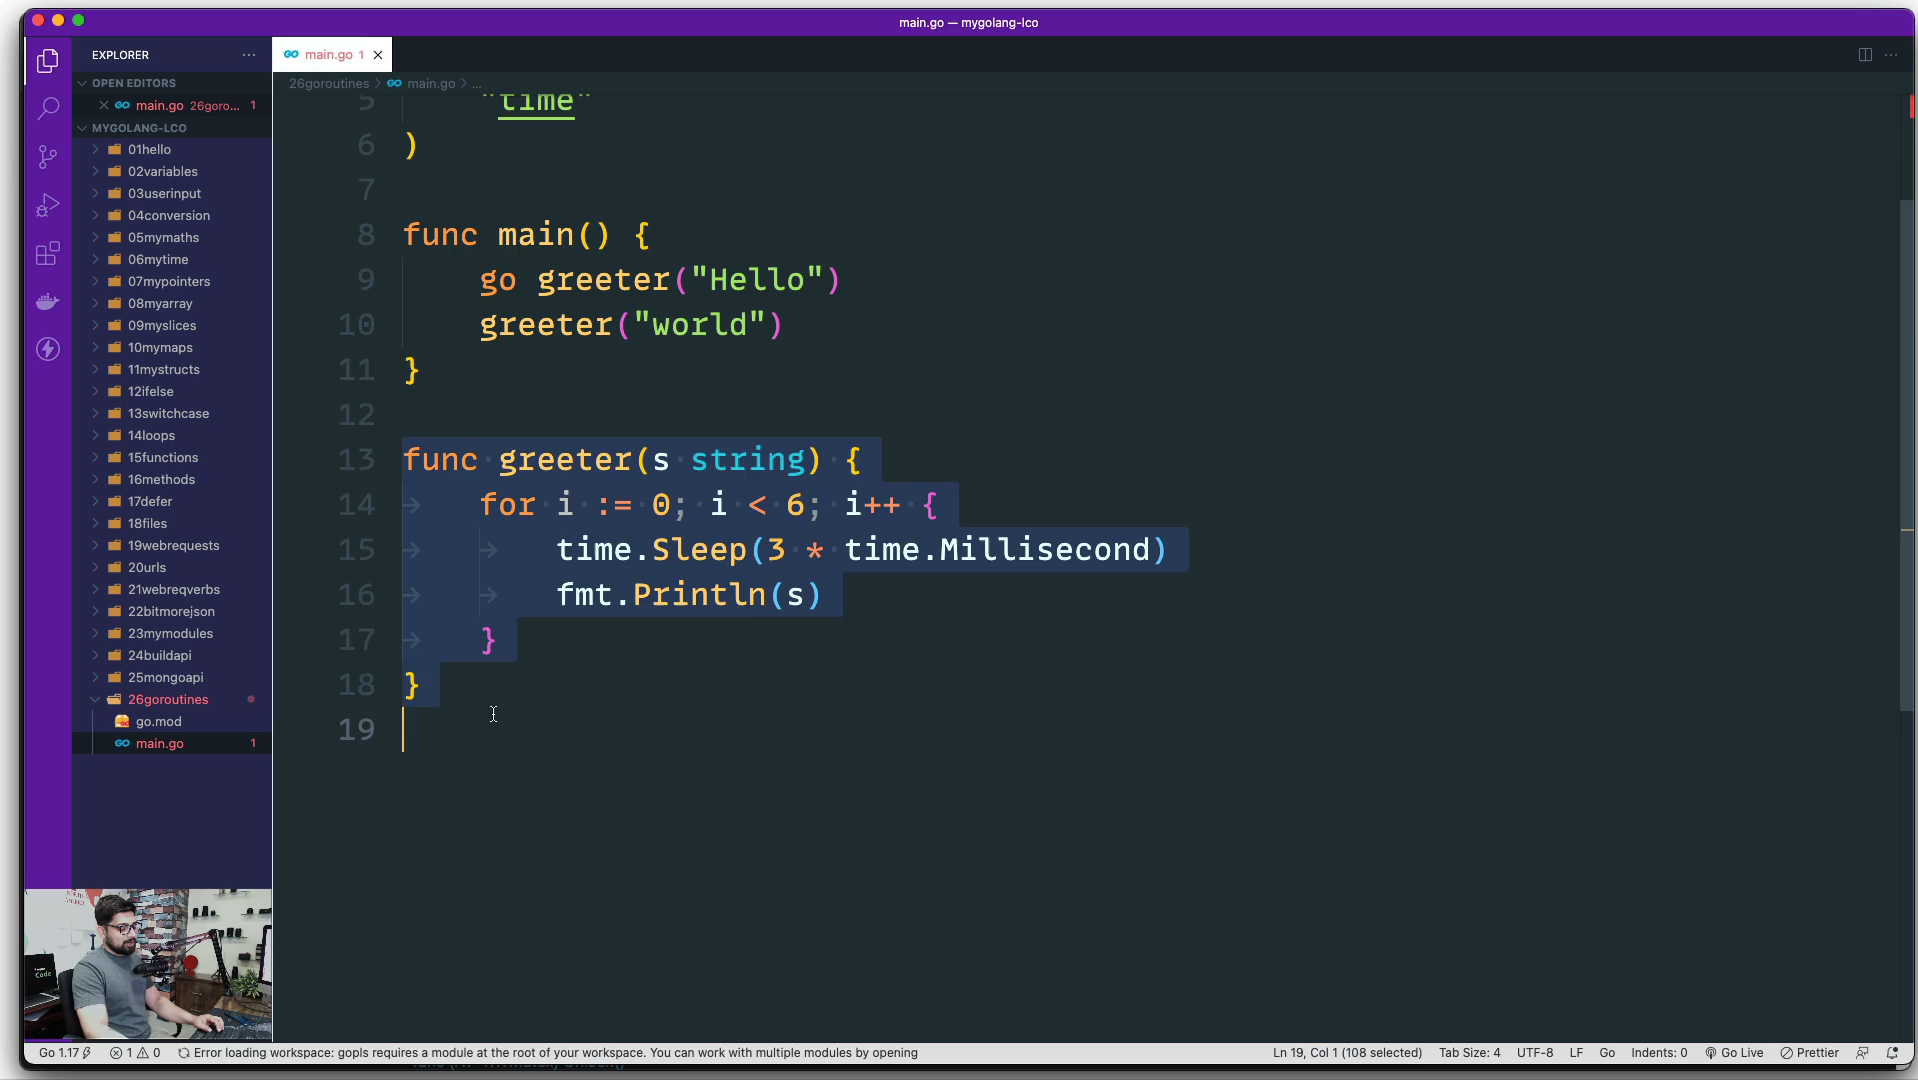 main.go — mygolang-lco
EXPLORER
main.go 1
OPEN EDITORS
26goroutines > main.go > ...
main.go 26goro... 1
MYGOLANG-LCO
01hello
02variables
03userinput
04conversion
05mymaths
06mytime
07mypointers
08myarray
09myslices
10mymaps
11mystructs
12ifelse
13switchcase
14loops
15functions
16methods
17defer
18files
19webrequests
20urls
21webreqverbs
22bitmorejson
23mymodules
24buildapi
25mongoapi
26goroutines
go.mod
main.go 1
5 "time"
6 )
7
8 func main() {
9 go greeter("Hello")
10 greeter("world")
11 }
12
13 func greeter(s string) {
14 for i := 0; i < 6; i++ {
15 time.Sleep(3 * time.Millisecond)
16 fmt.Println(s)
17 }
18 }
19
Code
Go 1.17 1 0 Error loading workspace: gopls requires a module at the root of your workspace. You can work with multiple modules by opening Ln 19, Col 1 (108 selected) Tab Size: 4 UTF-8 LF Go Indents: 0 Go Live Prettier